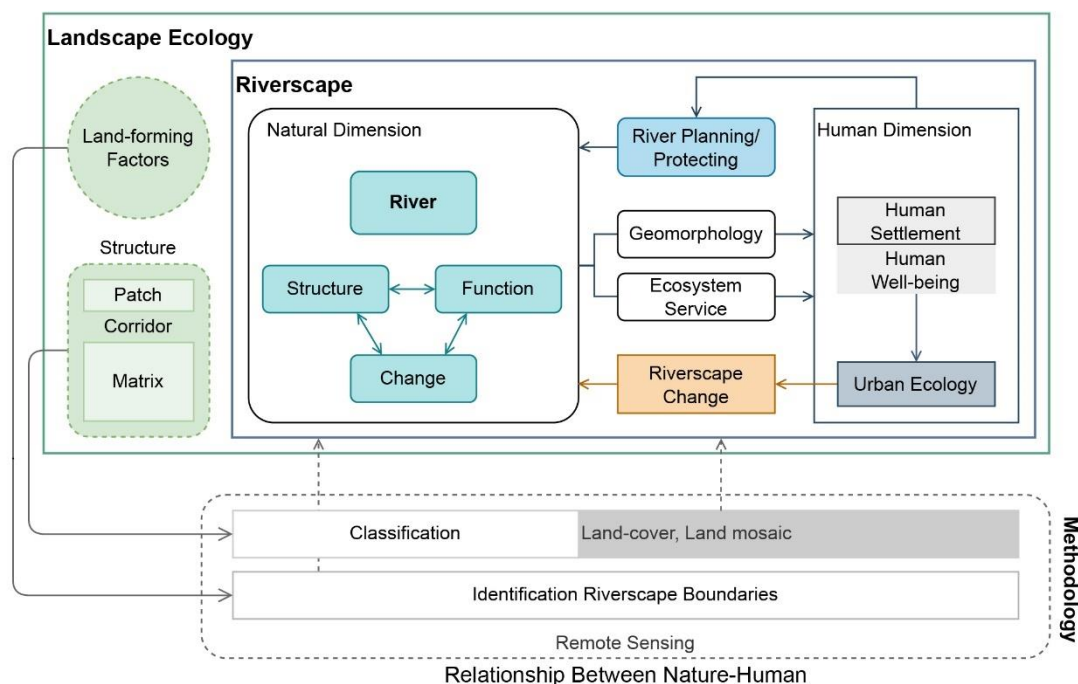 Landscape Ecology
Land-forming
Factors
Structure
Patch
Corridor
Matrix
Riverscape
Natural Dimension
River
Structure
Function
Change
River Planning/
Protecting
Geomorphology
Ecosystem
Service
Riverscape
Change
Human Dimension
Human
Settlement
Human
Well-being
Urban Ecology
Classification
Land-cover, Land mosaic
Identification Riverscape Boundaries
Remote Sensing
Methodology
Relationship Between Nature-Human